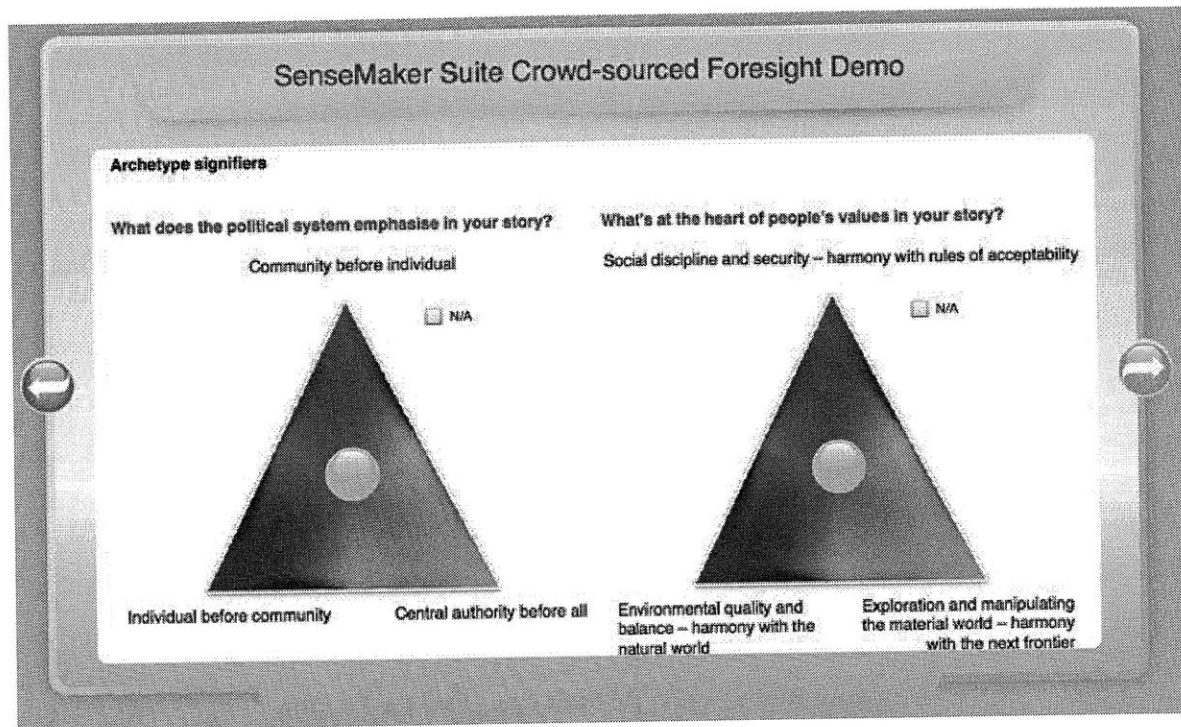 SenseMaker Suite Crowd-sourced Foresight Demo
Archetype signifiers
What does the political system emphasise in your story?
Community before individual
N/A
Individual before community
Central authority before all
What's at the heart of people's values in your story?
Social discipline and security – harmony with rules of acceptability
N/A
Environmental quality and
balance – harmony with the
natural world
Exploration and manipulating
the material world – harmony
with the next frontier